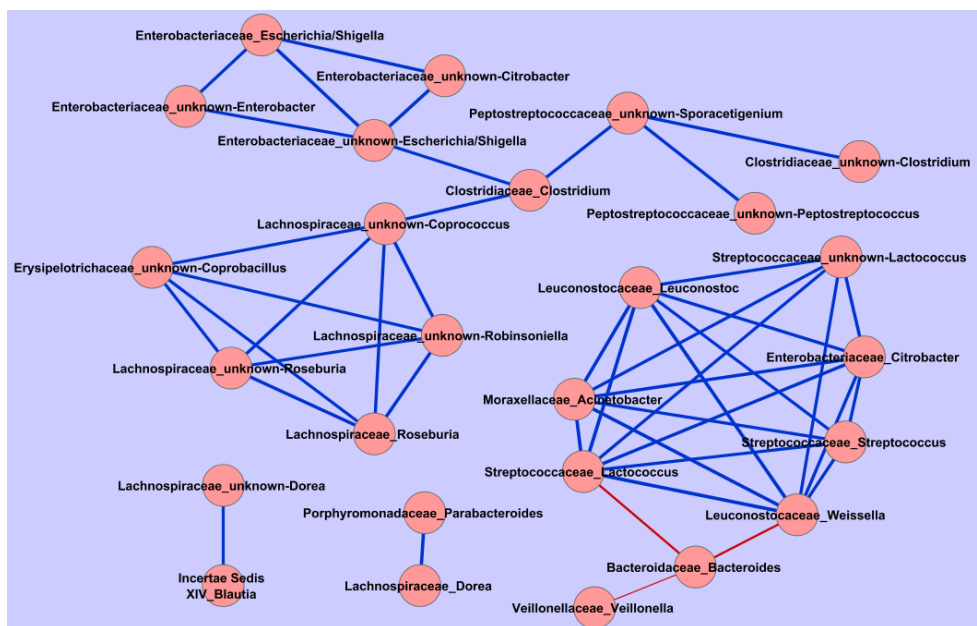 Enterobacteriaceae_Escherichia/Shigella
Enterobacteriaceae_unknown-Citrobacter
Enterobacteriaceae_unknown-Enterobacter
Peptostreptococcaceae_unknown-Sporacetigenium
Enterobacteriaceae_unknown-Escherichia/Shigella
Clostridiaceae_unknown-Clostridium
Clostridiaceae_Clostridium
Peptostreptococcaceae_unknown-Peptostreptococcus
Lachnospiraceae_unknown-Coprococcus
Streptococcaceae_unknown-Lactococcus
Erysipelotrichaceae_unknown-Coprobacillus
Leuconostocaceae_Leuconostoc
Lachnospiraceae_unknown-Robinsoniella
Enterobacteriaceae_Citrobacter
Lachnospiraceae_unknown-Roseburia
Moraxellaceae_Acinetobacter
Lachnospiraceae_Roseburia
Streptococcaceae_Streptococcus
Streptococcaceae_Lactococcus
Lachnospiraceae_unknown-Dorea
Porphyromonadaceae_Parabacteroides
Leuconostocaceae_Weissella
Bacteroidaceae_Bacteroides
Incertae Sedis
XIV_Blautia
Lachnospiraceae_Dorea
Veillonellaceae_Veillonella